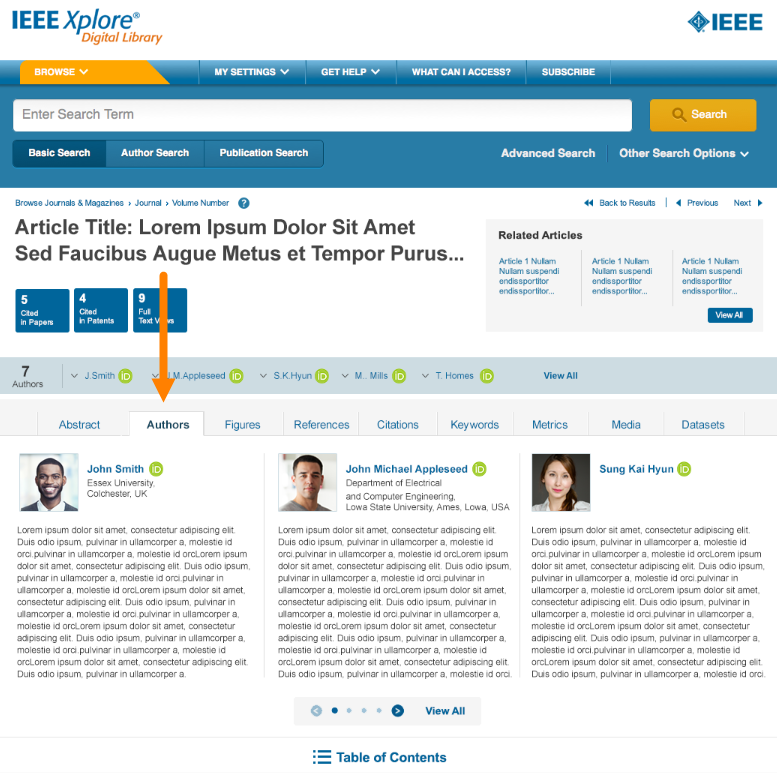 IEEE Xplore®
Digital Library
IEEE
BROWSE
MY SETTINGS
GET HELP
WHAT CAN I ACCESS?
SUBSCRIBE
Enter Search Term
Search
Basic Search
Author Search
Publication Search
Advanced Search
Other Search Options
Browse Journals & Magazines › Journal › Volume Number ?
Back to Results
Previous
Next
Article Title: Lorem Ipsum Dolor Sit Amet
Sed Faucibus Augue Metus et Tempor Purus...
Related Articles
Article 1 Nullam
Nullam suspendi
endissportitor
endissportitor...
Article 1 Nullam
Nullam suspendi
endissportitor
endissportitor...
Article 1 Nullam
Nullam suspendi
endissportitor
endissportitor...
View All
5
Cited
in Papers
4
Cited
in Patents
9
Full
Text
7
Authors
J.Smith iD
J.M.Appleseed iD
S.K.Hyun iD
M.. Mills iD
T. Homes iD
View All
Abstract
Authors
Figures
References
Citations
Keywords
Metrics
Media
Datasets
John Smith iD
Essex University,
Colchester, UK
Lorem ipsum dolor sit amet, consectetur adipiscing elit.
Duis odio ipsum, pulvinar in ullamcorper a, molestie id
orci.pulvinar in ullamcorper a, molestie id orcLorem ipsum
dolor sit amet, consectetur adipiscing elit. Duis odio ipsum,
pulvinar in ullamcorper a, molestie id orci.pulvinar in
ullamcorper a, molestie id orcLorem ipsum dolor sit amet,
consectetur adipiscing elit. Duis odio ipsum, pulvinar in
ullamcorper a, molestie id orci.pulvinar in ullamcorper a,
molestie id orcLorem ipsum dolor sit amet, consectetur
adipiscing elit. Duis odio ipsum, pulvinar in ullamcorper a,
molestie id orci.pulvinar in ullamcorper a, molestie id
orcLorem ipsum dolor sit amet, consectetur adipiscing elit.
Duis odio ipsum, pulvinar in ullamcorper a, molestie id.
John Michael Appleseed iD
Department of Electrical
and Computer Engineering,
Lowa State University, Ames, Lowa, USA
Lorem ipsum dolor sit amet, consectetur adipiscing elit.
Duis odio ipsum, pulvinar in ullamcorper a, molestie id
orci.pulvinar in ullamcorper a, molestie id orcLorem ipsum
dolor sit amet, consectetur adipiscing elit. Duis odio ipsum,
pulvinar in ullamcorper a, molestie id orci.pulvinar in
ullamcorper a, molestie id orcLorem ipsum dolor sit amet,
consectetur adipiscing elit. Duis odio ipsum, pulvinar in
ullamcorper a, molestie id orci.pulvinar in ullamcorper a,
molestie id orcLorem ipsum dolor sit amet, consectetur
adipiscing elit. Duis odio ipsum, pulvinar in ullamcorper a,
molestie id orci.pulvinar in ullamcorper a, molestie id
orcLorem ipsum dolor sit amet, consectetur adipiscing elit.
Duis odio ipsum, pulvinar in ullamcorper a, molestie id orci.
Sung Kai Hyun iD
Lorem ipsum dolor sit amet, consectetur adipiscing elit.
Duis odio ipsum, pulvinar in ullamcorper a, molestie id
orci.pulvinar in ullamcorper a, molestie id orcLorem ipsum
dolor sit amet, consectetur adipiscing elit. Duis odio ipsum,
pulvinar in ullamcorper a, molestie id orci.pulvinar in
ullamcorper a, molestie id orcLorem ipsum dolor sit amet,
consectetur adipiscing elit. Duis odio ipsum, pulvinar in
ullamcorper a, molestie id orci.pulvinar in ullamcorper a,
molestie id orcLorem ipsum dolor sit amet, consectetur
adipiscing elit. Duis odio ipsum, pulvinar in ullamcorper a,
molestie id orci.pulvinar in ullamcorper a, molestie id
orcLorem ipsum dolor sit amet, consectetur adipiscing elit.
Duis odio ipsum, pulvinar in ullamcorper a, molestie id orci.
View All
Table of Contents